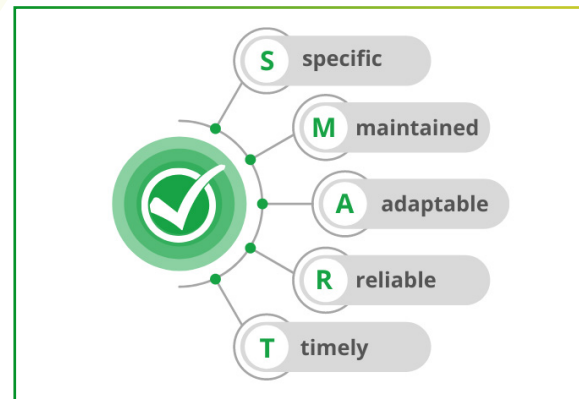 S specific
M maintained
A adaptable
R reliable
T timely